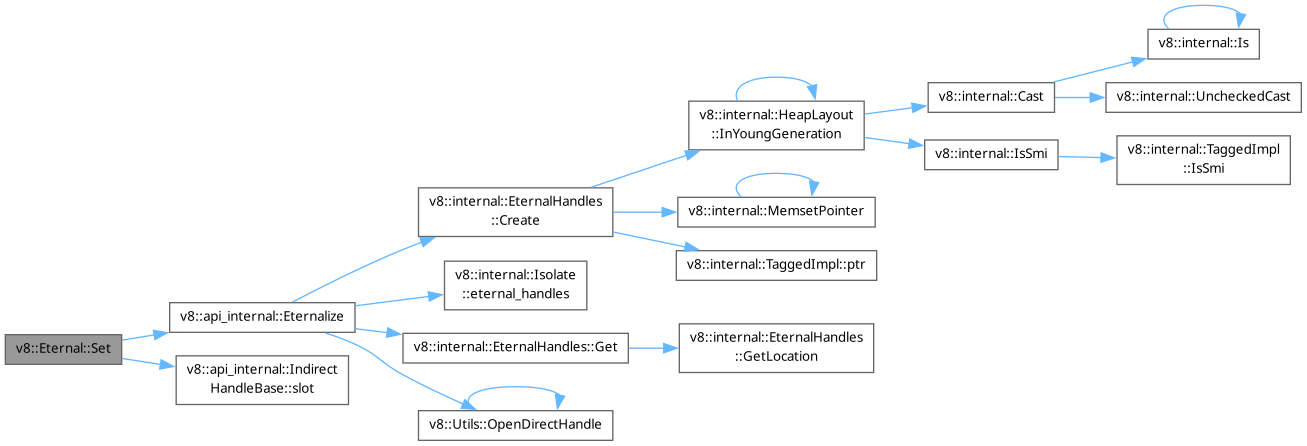 v8::internal::Is
v8::internal::Cast
v8::internal::UncheckedCast
v8::internal::HeapLayout
::InYoungGeneration
v8::internal::IsSmi
v8::internal::TaggedImpl
::IsSmi
v8::internal::EternalHandles
::Create
v8::internal::MemsetPointer
v8::internal::TaggedImpl::ptr
v8::internal::Isolate
::eternal_handles
v8::api_internal::Eternalize
v8::Eternal::Set
v8::internal::EternalHandles::Get
v8::internal::EternalHandles
::GetLocation
v8::api_internal::Indirect
HandleBase::slot
v8::Utils::OpenDirectHandle